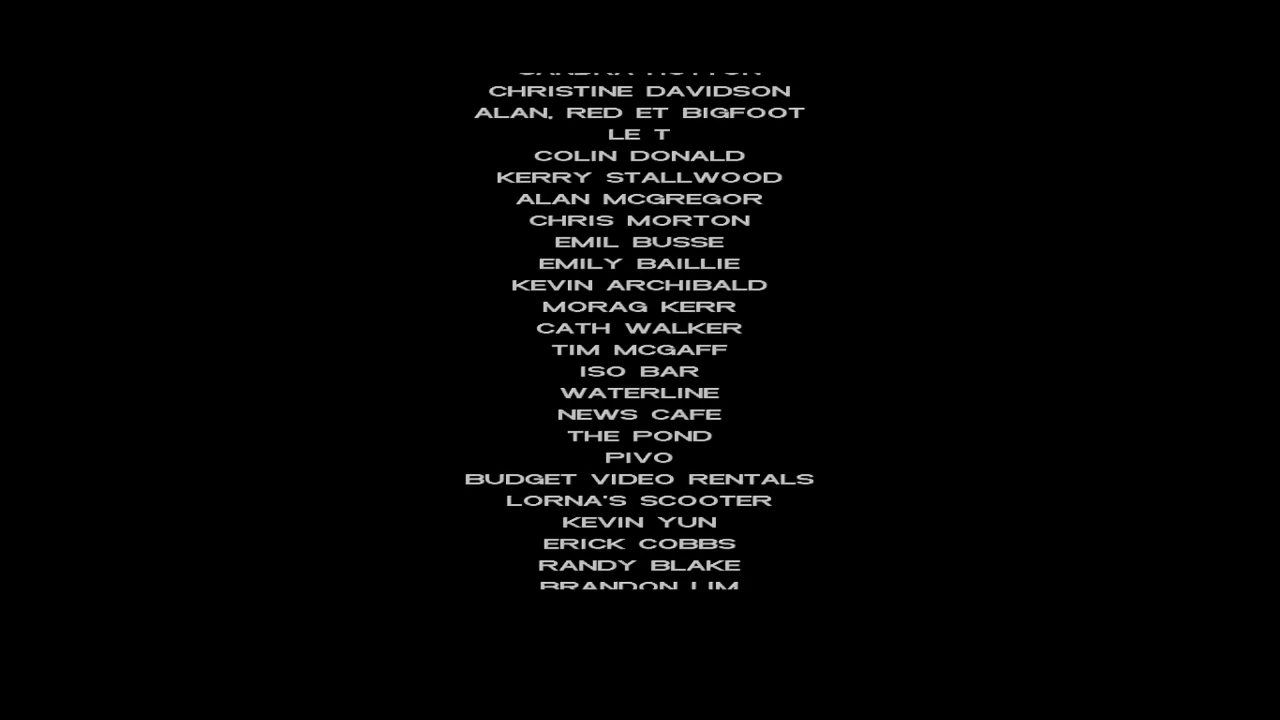 CHRISTINE DAVIDSON
ALAN, RED ET BIGFOOT
LE T
COLIN DONALD
KERRY STALLWOOD
ALAN MCGREGOR
CHRIS MORTON
EMIL BUSSE
EMILY BAILLIE
KEVIN ARCHIBALD
MORAG KERR
CATH WALKER
TIM MCGAFF
ISO BAR
WATERLINE
NEWS CAFE
THE POND
PIVO
BUDGET VIDEO RENTALS
LORNA'S SCOOTER
KEVIN YUN
ERICK COBBS
RANDY BLAKE
BRANDON LIM